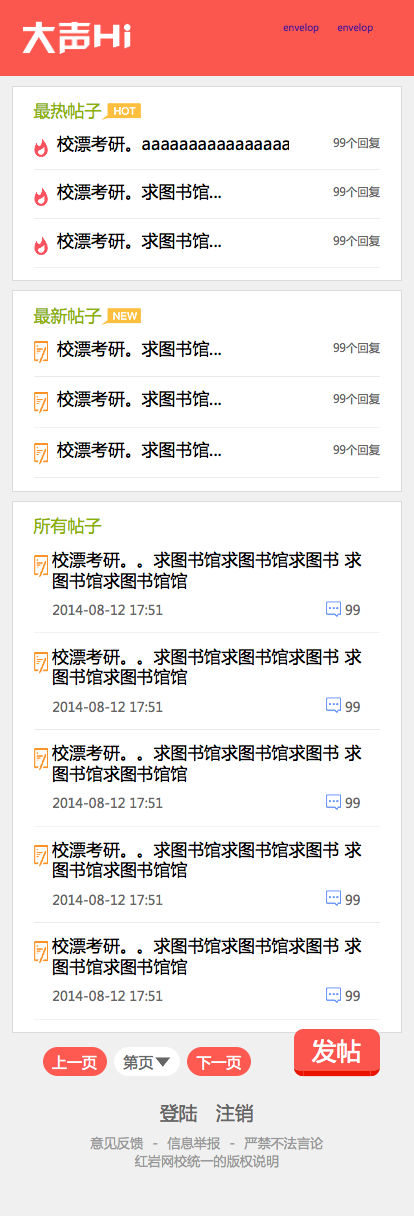 大声Hi
envelop envelop
最热帖子 HOT
校漂考研。aaaaaaaaaaaaaaaa 99个回复
校漂考研。求图书馆... 99个回复
校漂考研。求图书馆... 99个回复
最新帖子 NEW
校漂考研。求图书馆... 99个回复
校漂考研。求图书馆... 99个回复
校漂考研。求图书馆... 99个回复
所有帖子
校漂考研。。求图书馆求图书馆求图书 求
图书馆求图书馆馆
2014-08-12 17:51 99
校漂考研。。求图书馆求图书馆求图书 求
图书馆求图书馆馆
2014-08-12 17:51 99
校漂考研。。求图书馆求图书馆求图书 求
图书馆求图书馆馆
2014-08-12 17:51 99
校漂考研。。求图书馆求图书馆求图书 求
图书馆求图书馆馆
2014-08-12 17:51 99
校漂考研。。求图书馆求图书馆求图书 求
图书馆求图书馆馆
2014-08-12 17:51 99
上一页 第页 下一页 发帖
登陆 注销
意见反馈 - 信息举报 - 严禁不法言论
红岩网校统一的版权说明